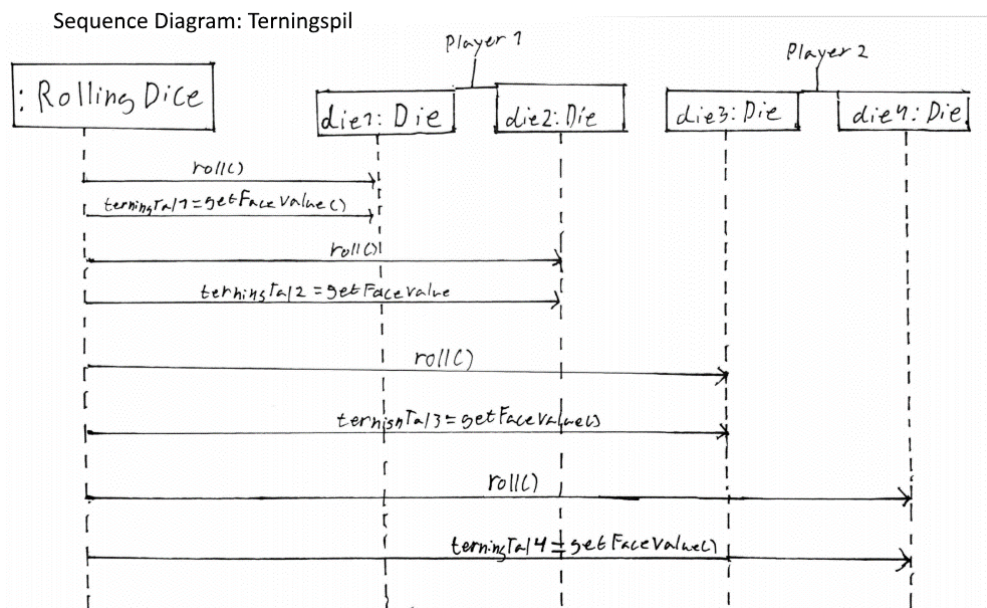 Sequence Diagram: Terningspil
Player 1
Player 2
: Rolling Dice
die1: Die
die2: Die
die3: Die
die4: Die
roll()
terningTal1=getFaceValue()
roll()
terningTal2=getFaceValue
roll()
ternisnTal3=getFaceValue()
roll()
terningTal4=getFaceValue()